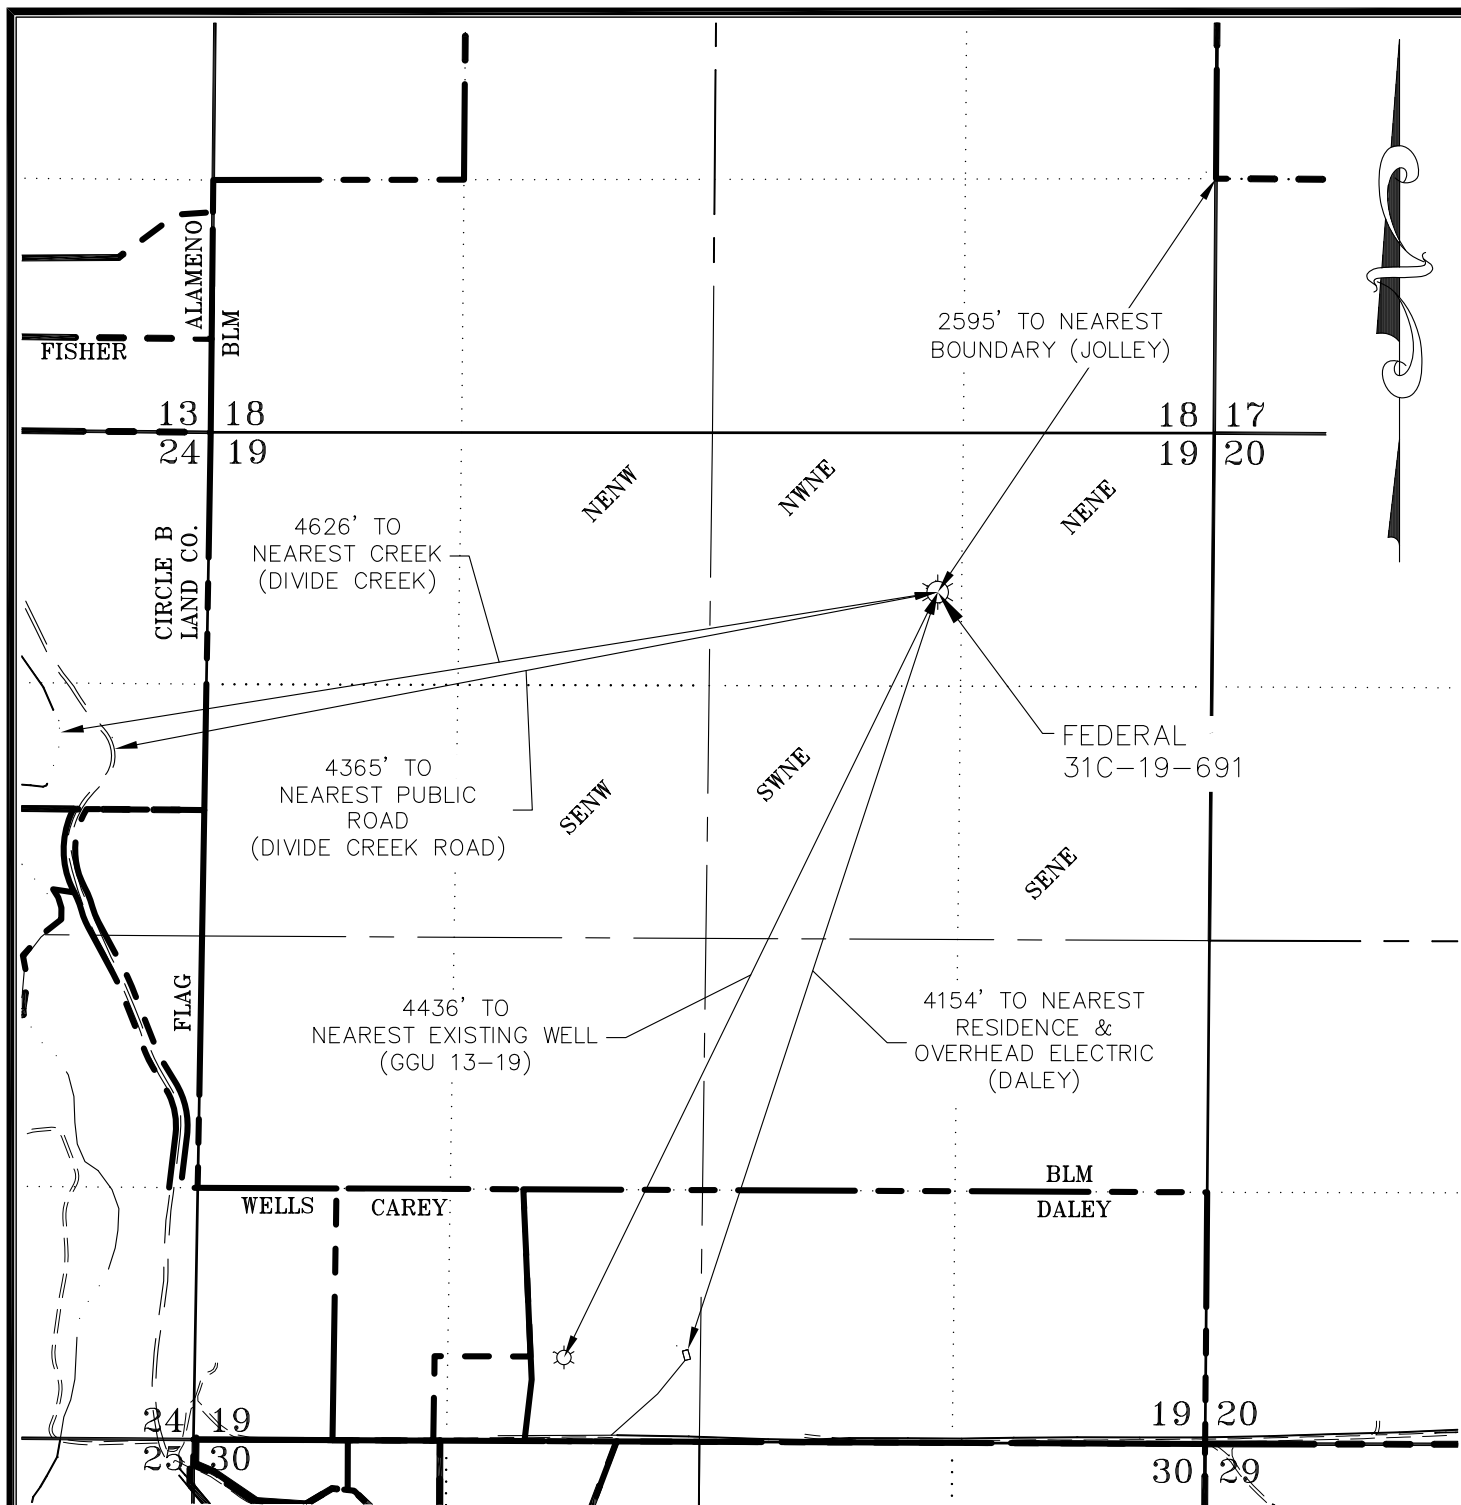 ALAMENO
BLM
FISHER
2595' TO NEAREST
BOUNDARY (JOLLEY)
13 18
24 19
18 17
19 20
NENW
NWNE
NENE
4626' TO
NEAREST CREEK
(DIVIDE CREEK)
CIRCLE B
LAND CO.
FEDERAL
31C-19-691
4365' TO
NEAREST PUBLIC
ROAD
(DIVIDE CREEK ROAD)
SENW
SWNE
SENE
FLAG
4436' TO
NEAREST EXISTING WELL
(GGU 13-19)
4154' TO NEAREST
RESIDENCE &
OVERHEAD ELECTRIC
(DALEY)
BLM
WELLS
CAREY
DALEY
24 19
25 30
19 20
30 29